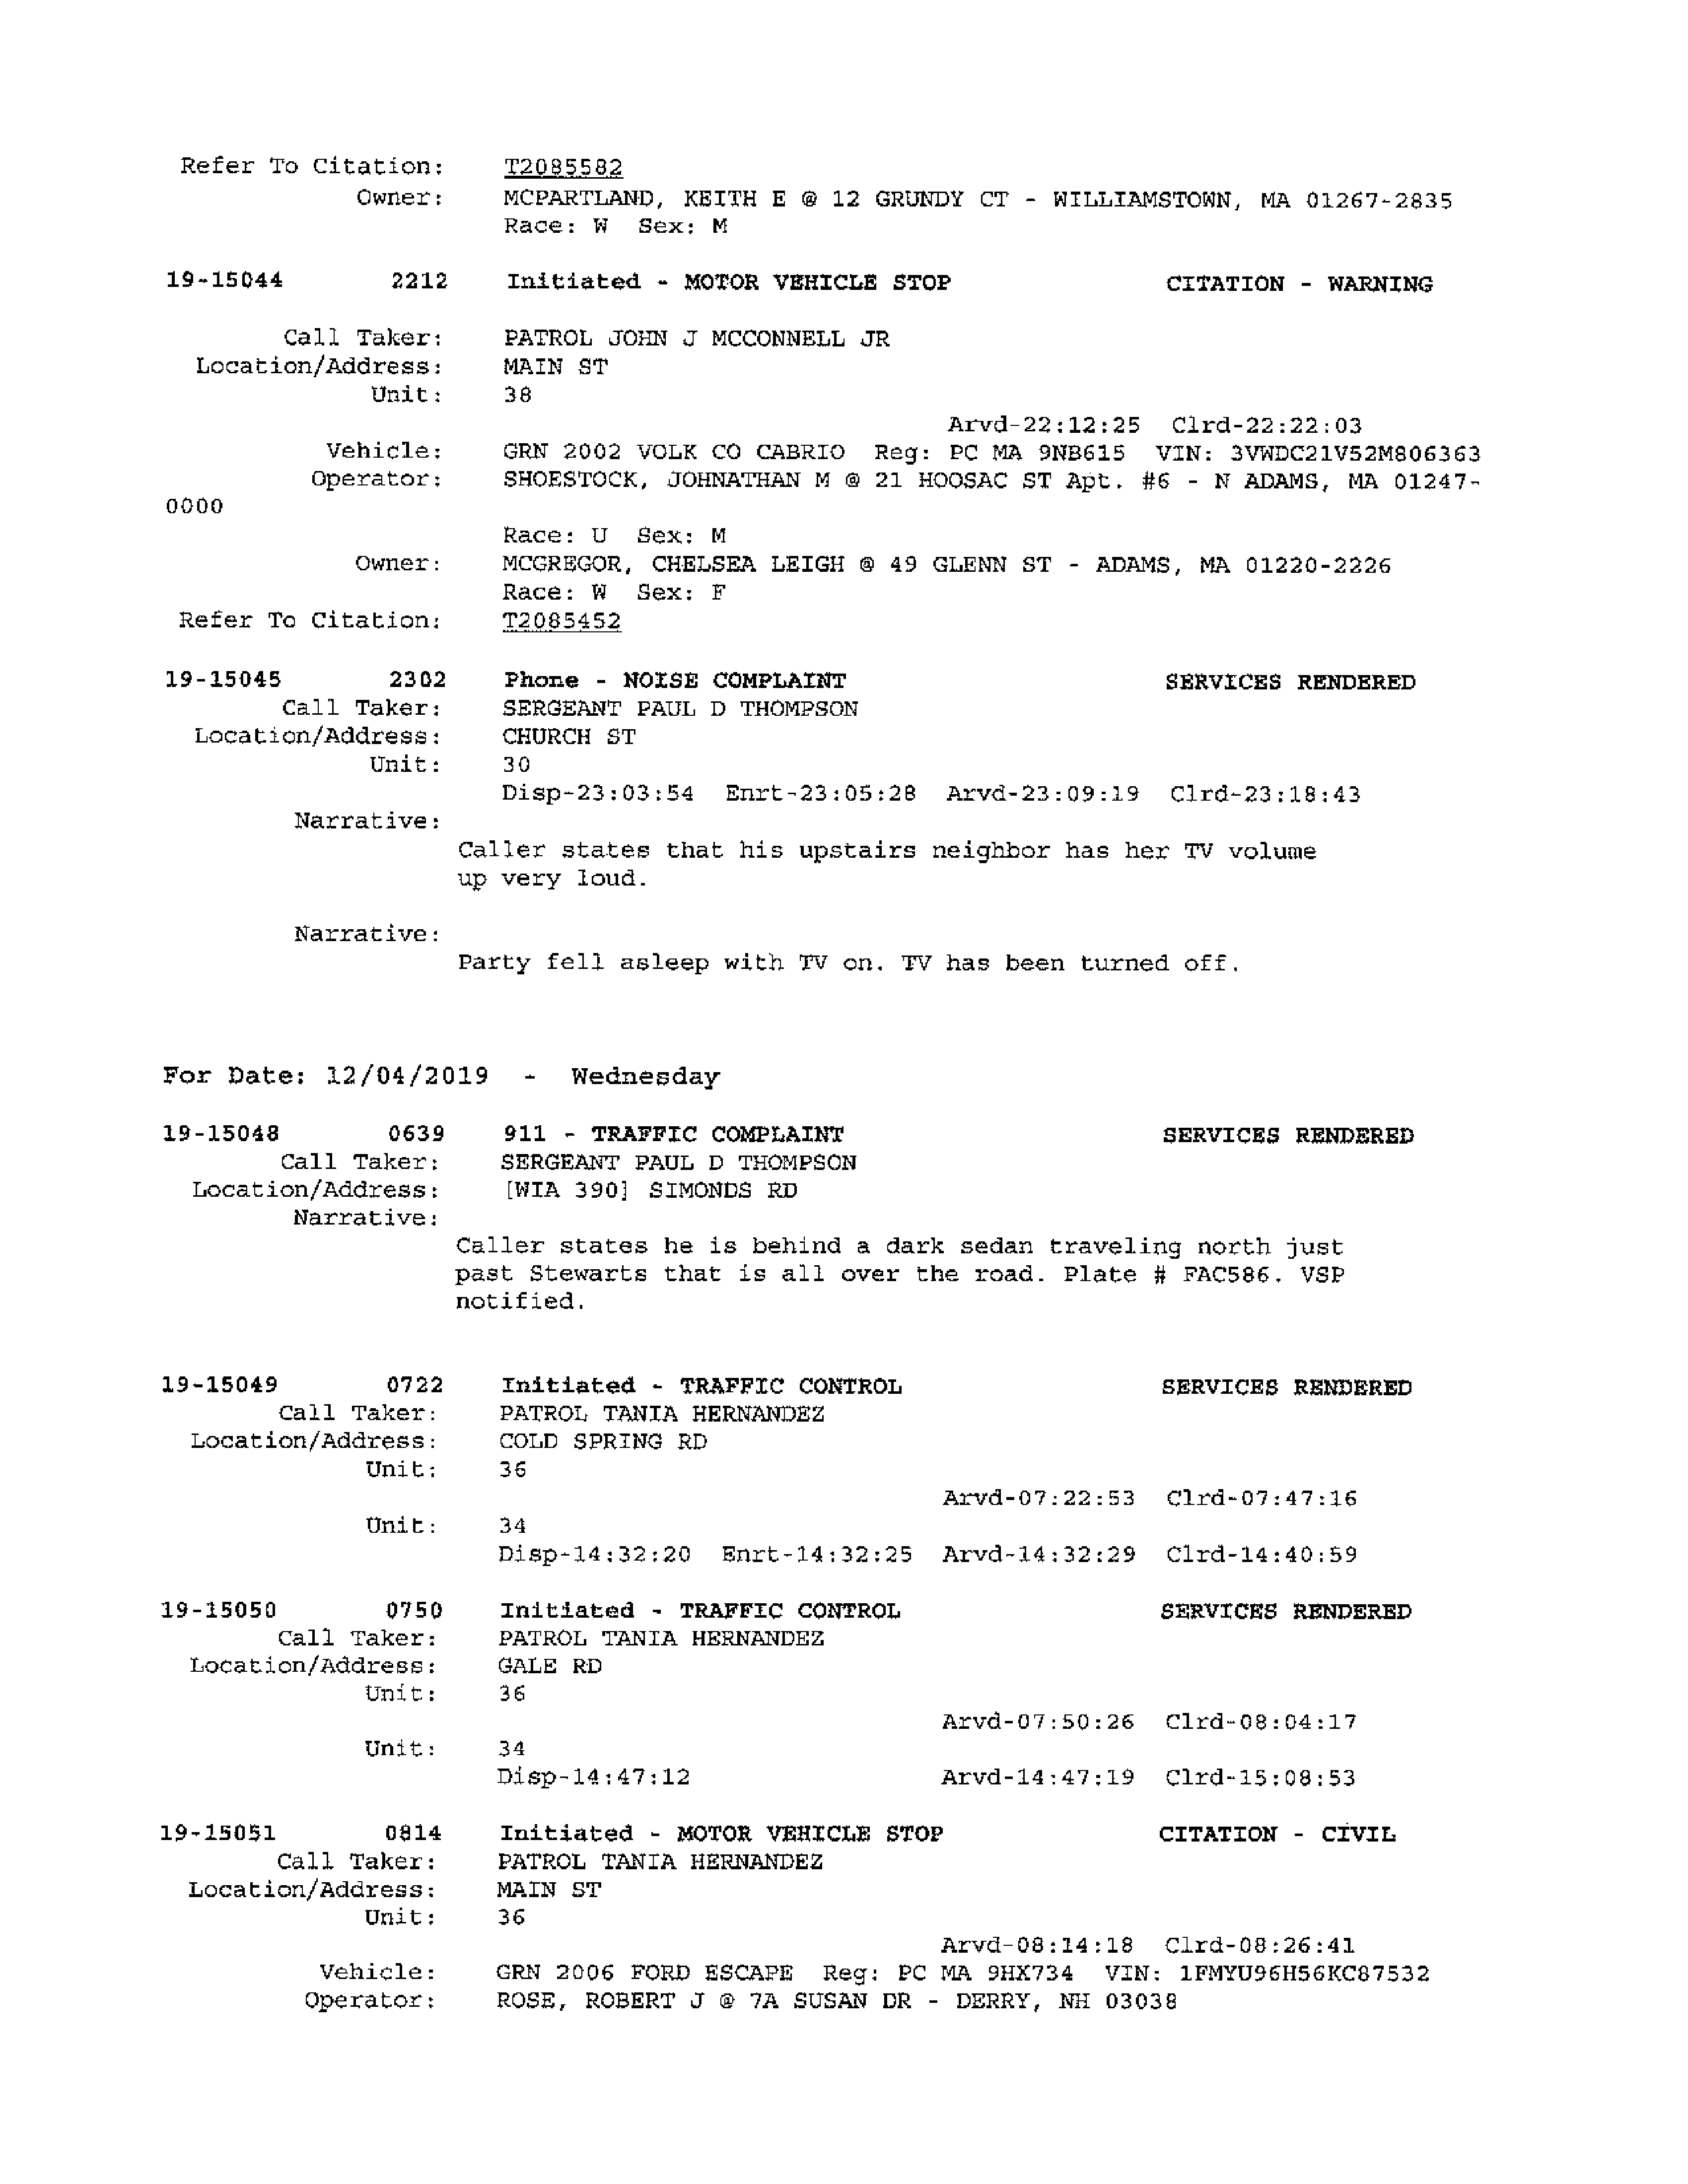 Refer To Citation: T2085582
Owner: MCPARTLAND, KEITH E @ 12 GRUNDY CT - WILLIAMSTOWN, MA 01267-2835
Race: W Sex: M
19-15044 2212 Initiated - MOTOR VEHICLE STOP CITATION - WARNING
Call Taker: PATROL JOHN J MCCONNELL JR
Location/Address: MAIN ST
Unit: 38
Arvd-22:12:25 Clrd-22:22:03
Vehicle: GRN 2002 VOLK CO CABRIO Reg: PC MA 9NB615 VIN: 3VWDC21V52M806363
Operator: SHOESTOCK, JOHNATHAN M @ 21 HOOSAC ST Apt. #6 - N ADAMS, MA 01247-
0000
Race: U Sex: M
Owner: MCGREGOR, CHELSEA LEIGH @ 49 GLENN ST - ADAMS, MA 01220-2226
Race: W Sex: F
Refer To Citation: T2085452
19-15045 2302 Phone - NOISE COMPLAINT SERVICES RENDERED
Call Taker: SERGEANT PAUL D THOMPSON
Location/Address: CHURCH ST
Unit: 30
Disp-23:03:54 Enrt-23:05:28 Arvd-23:09:19 Clrd-23:18:43
Narrative:
Caller states that his upstairs neighbor has her TV volume
up very loud.
Narrative:
Party fell asleep with TV on. TV has been turned off.
For Date: 12/04/2019 - Wednesday
19-15048 0639 911 - TRAFFIC COMPLAINT SERVICES RENDERED
Call Taker: SERGEANT PAUL D THOMPSON
Location/Address: [WIA 390] SIMONDS RD
Narrative:
Caller states he is behind a dark sedan traveling north just
past Stewarts that is all over the road. Plate # FAC586. VSP
notified.
19-15049 0722 Initiated - TRAFFIC CONTROL SERVICES RENDERED
Call Taker: PATROL TANIA HERNANDEZ
Location/Address: COLD SPRING RD
Unit: 36
Arvd-07:22:53 Clrd-07:47:16
Unit: 34
Disp-14:32:20 Enrt-14:32:25 Arvd-14:32:29 Clrd-14:40:59
19-15050 0750 Initiated - TRAFFIC CONTROL SERVICES RENDERED
Call Taker: PATROL TANIA HERNANDEZ
Location/Address: GALE RD
Unit: 36
Arvd-07:50:26 Clrd-08:04:17
Unit: 34
Disp-14:47:12 Arvd-14:47:19 Clrd-15:08:53
19-15051 0814 Initiated - MOTOR VEHICLE STOP CITATION - CIVIL
Call Taker: PATROL TANIA HERNANDEZ
Location/Address: MAIN ST
Unit: 36
Arvd-08:14:18 Clrd-08:26:41
Vehicle: GRN 2006 FORD ESCAPE Reg: PC MA 9HX734 VIN: 1FMYU96H56KC87532
Operator: ROSE, ROBERT J @ 7A SUSAN DR - DERRY, NH 03038